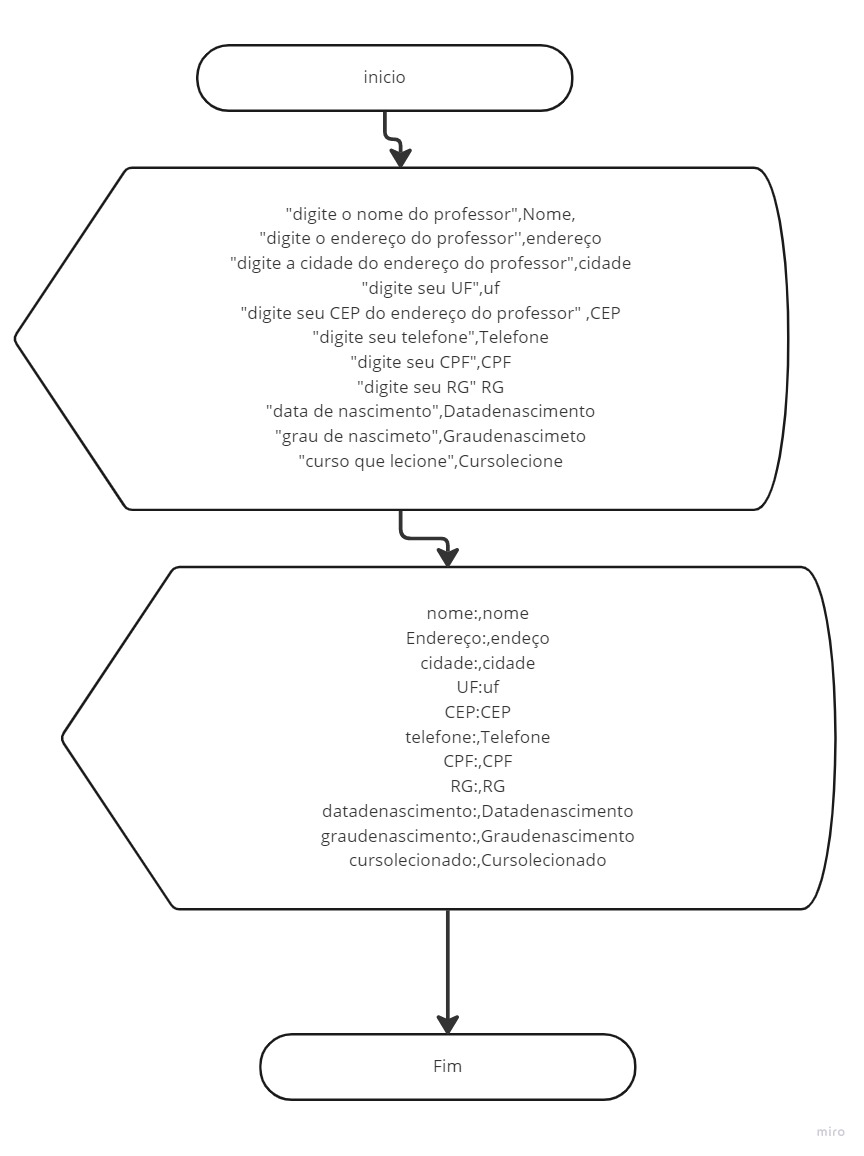 inicio
"digite o nome do professor",Nome,
"digite o endereço do professor'',endereço
"digite a cidade do endereço do professor",cidade
"digite seu UF",uf
"digite seu CEP do endereço do professor" ,CEP
"digite seu telefone",Telefone
"digite seu CPF",CPF
"digite seu RG" RG
"data de nascimento",Datadenascimento
"grau de nascimeto",Graudenascimeto
"curso que lecione",Cursolecione
nome:,nome
Endereço:,endeço
cidade:,cidade
UF:uf
CEP:CEP
telefone:,Telefone
CPF:,CPF
RG:,RG
datadenascimento:,Datadenascimento
graudenascimento:,Graudenascimento
cursolecionado:,Cursolecionado
Fim
miro